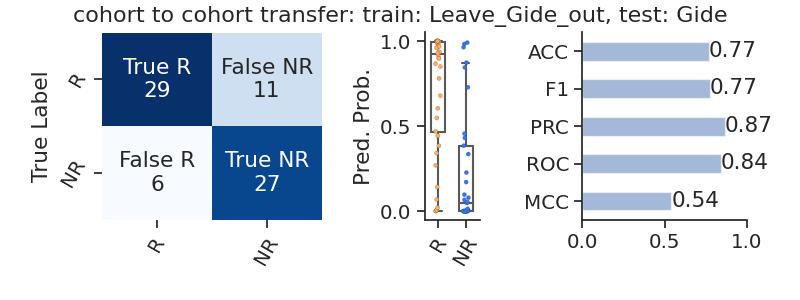 cohort to cohort transfer: train: Leave_Gide_out, test: Gide
True Label
R
NR
True R
29
False NR
11
False R
6
True NR
27
R
NR
Pred. Prob.
1.0
0.5
0.0
R
NR
ACC
0.77
F1
0.77
PRC
0.87
ROC
0.84
MCC
0.54
0.0
0.5
1.0